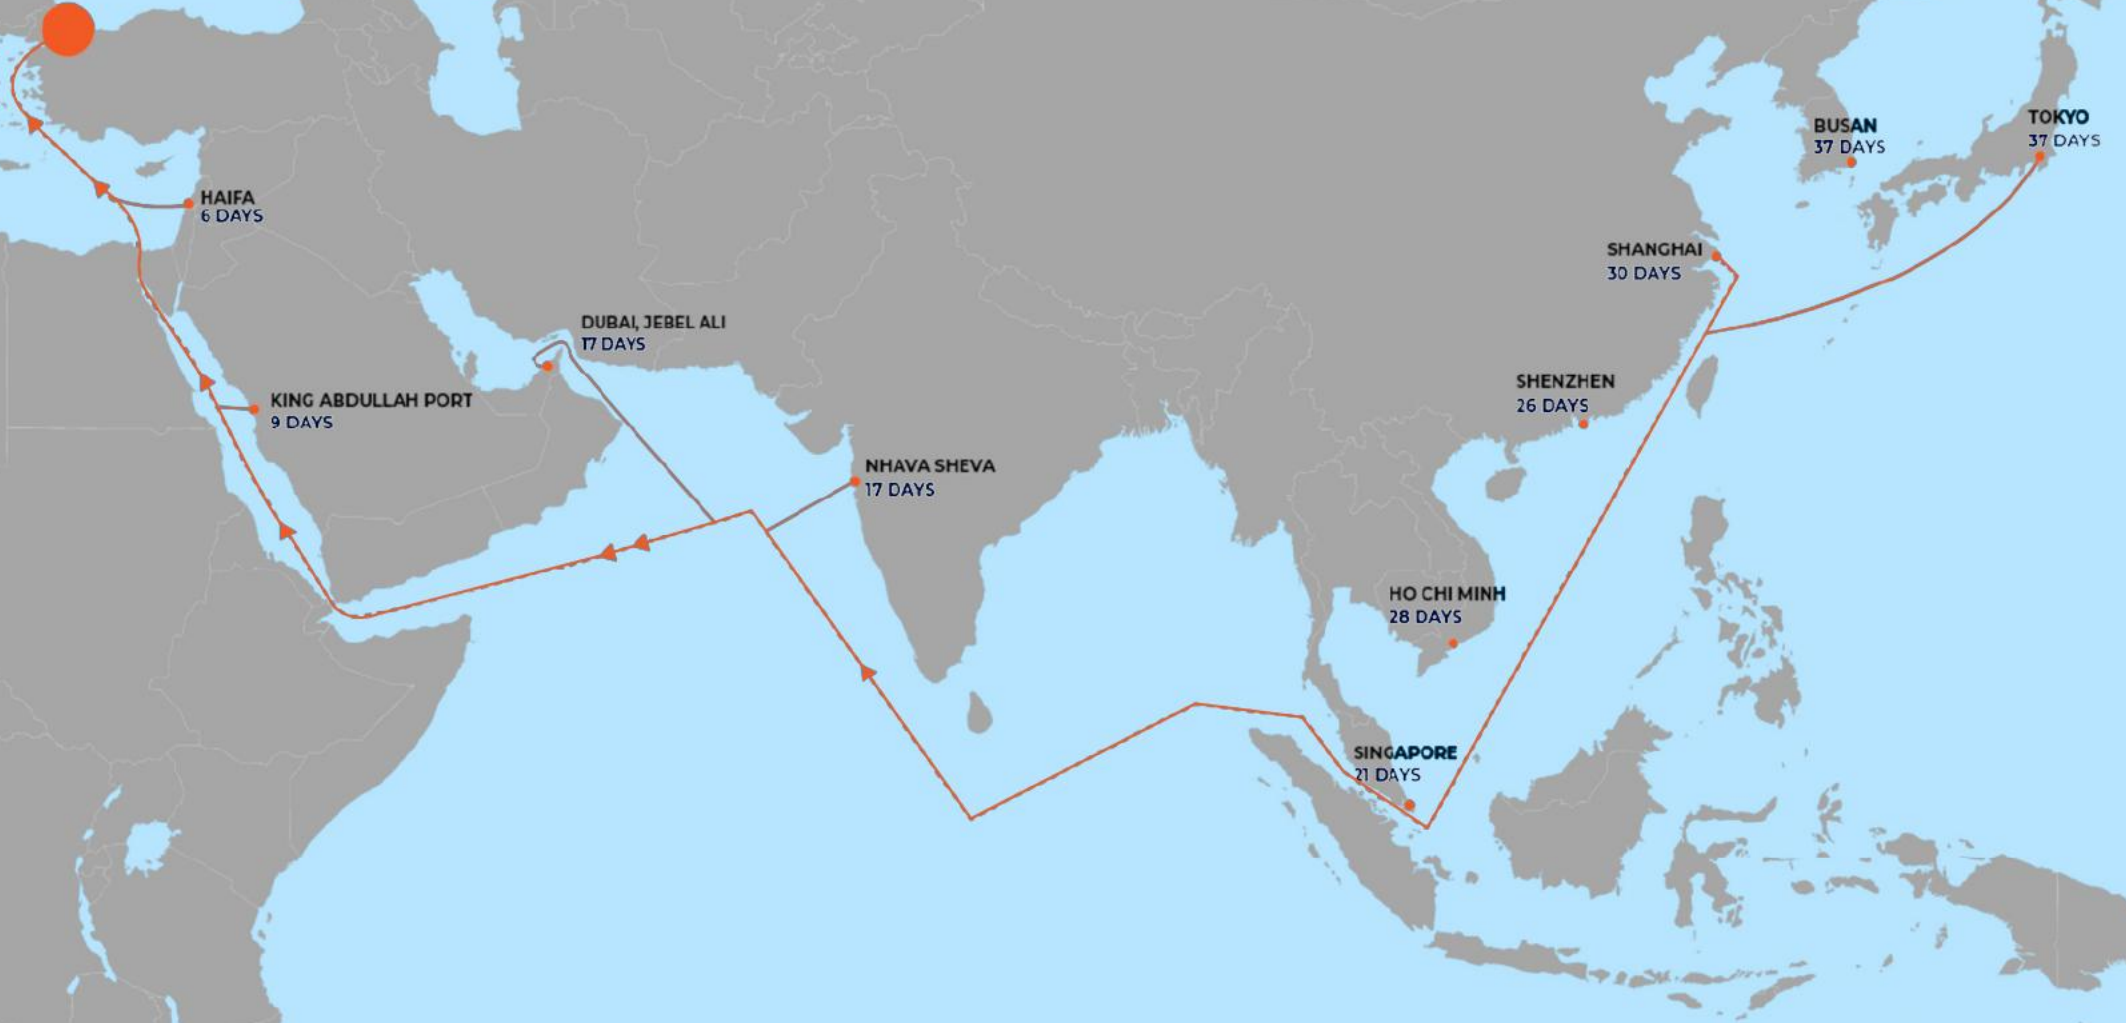 BUSAN
37 DAYS
TOKYO
37 DAYS
HAIFA
6 DAYS
SHANGHAI
30 DAYS
DUBAI, JEBEL ALI
17 DAYS
KING ABDULLAH PORT
9 DAYS
SHENZHEN
26 DAYS
NHAVA SHEVA
17 DAYS
HO CHI MINH
28 DAYS
SINGAPORE
21 DAYS